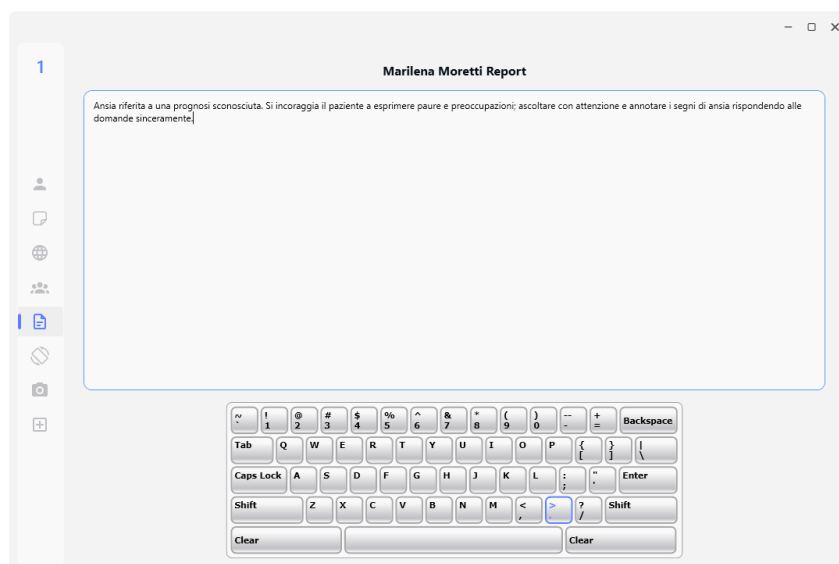 1
Marilena Moretti Report
Ansia riferita a una prognosi sconosciuta. Si incoraggia il paziente a esprimere paure e preoccupazioni; ascoltare con attenzione e annotare i segni di ansia rispondendo alle
domande sinceramente.
~ ! @ # $ % ^ & * ( ) -- + Backspace
` 1 2 3 4 5 6 7 8 9 0 - =
Tab Q W E R T Y U I O P { } |
[ ] \
Caps Lock A S D F G H J K L : " Enter
; '
Shift Z X C V B N M < > ? Shift
, . /
Clear Clear